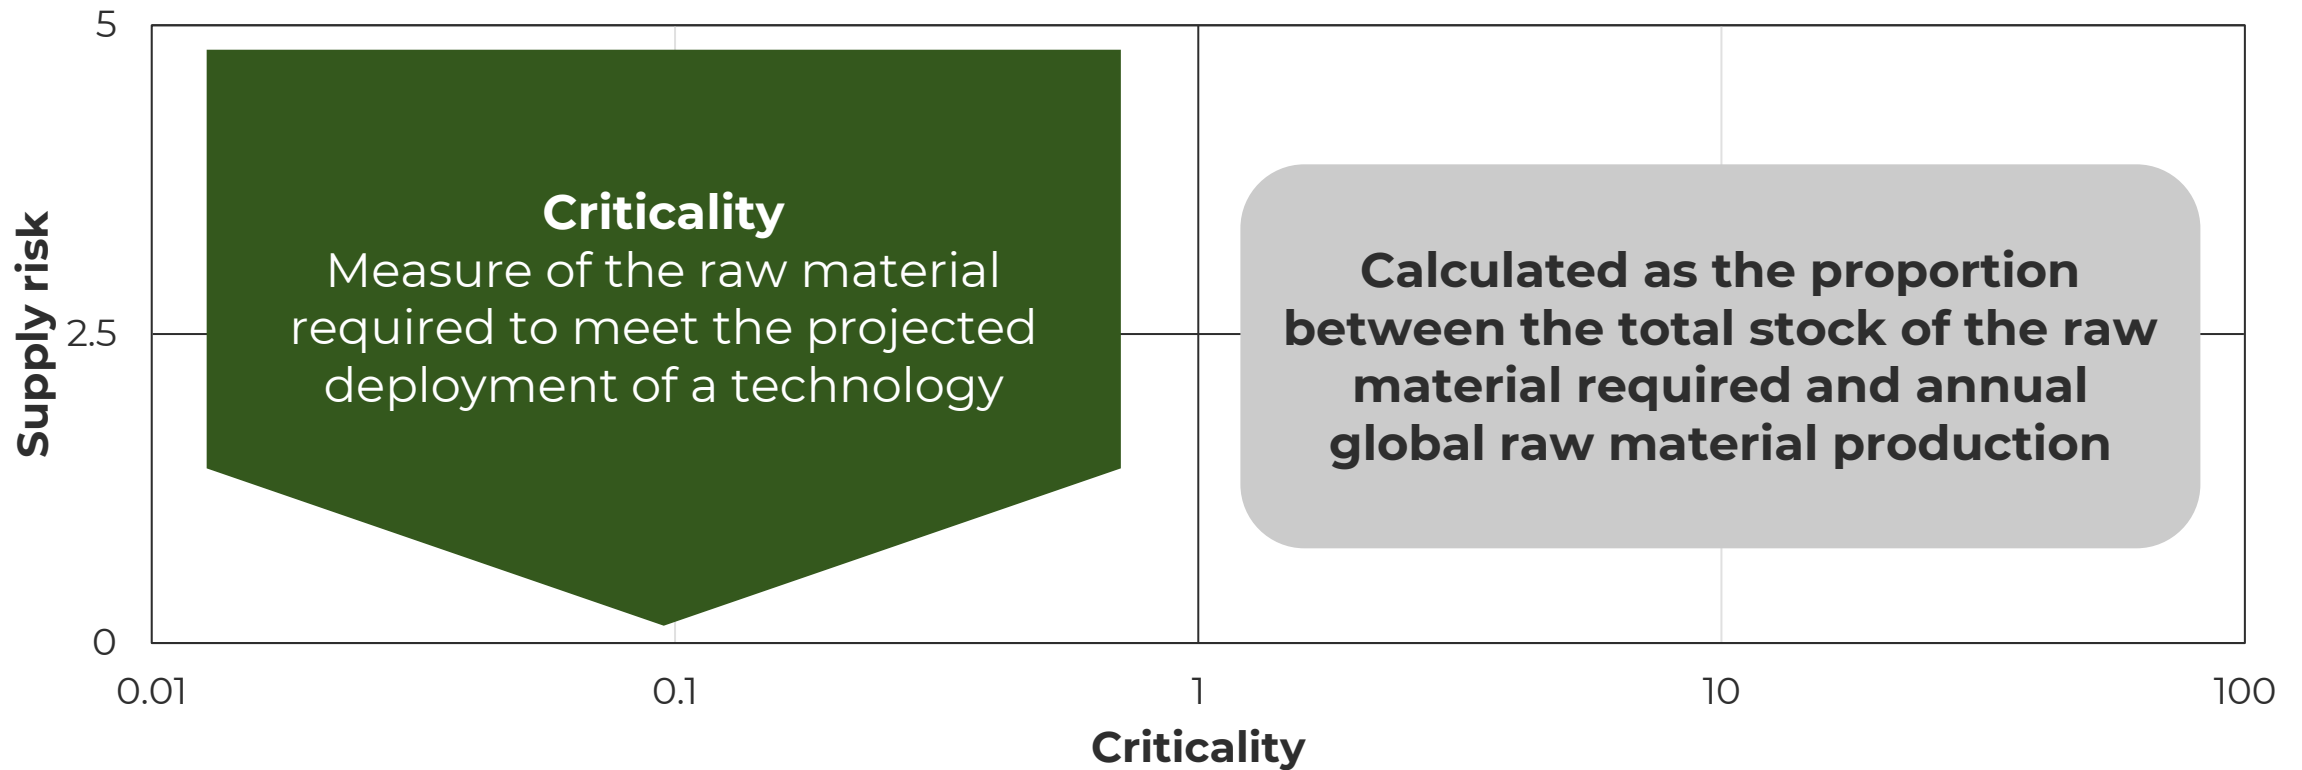 5
Supply risk
2.5
0
Criticality
Measure of the raw material
required to meet the projected
deployment of a technology
Calculated as the proportion
between the total stock of the raw
material required and annual
global raw material production
0.01
0.1
1
10
100
Criticality